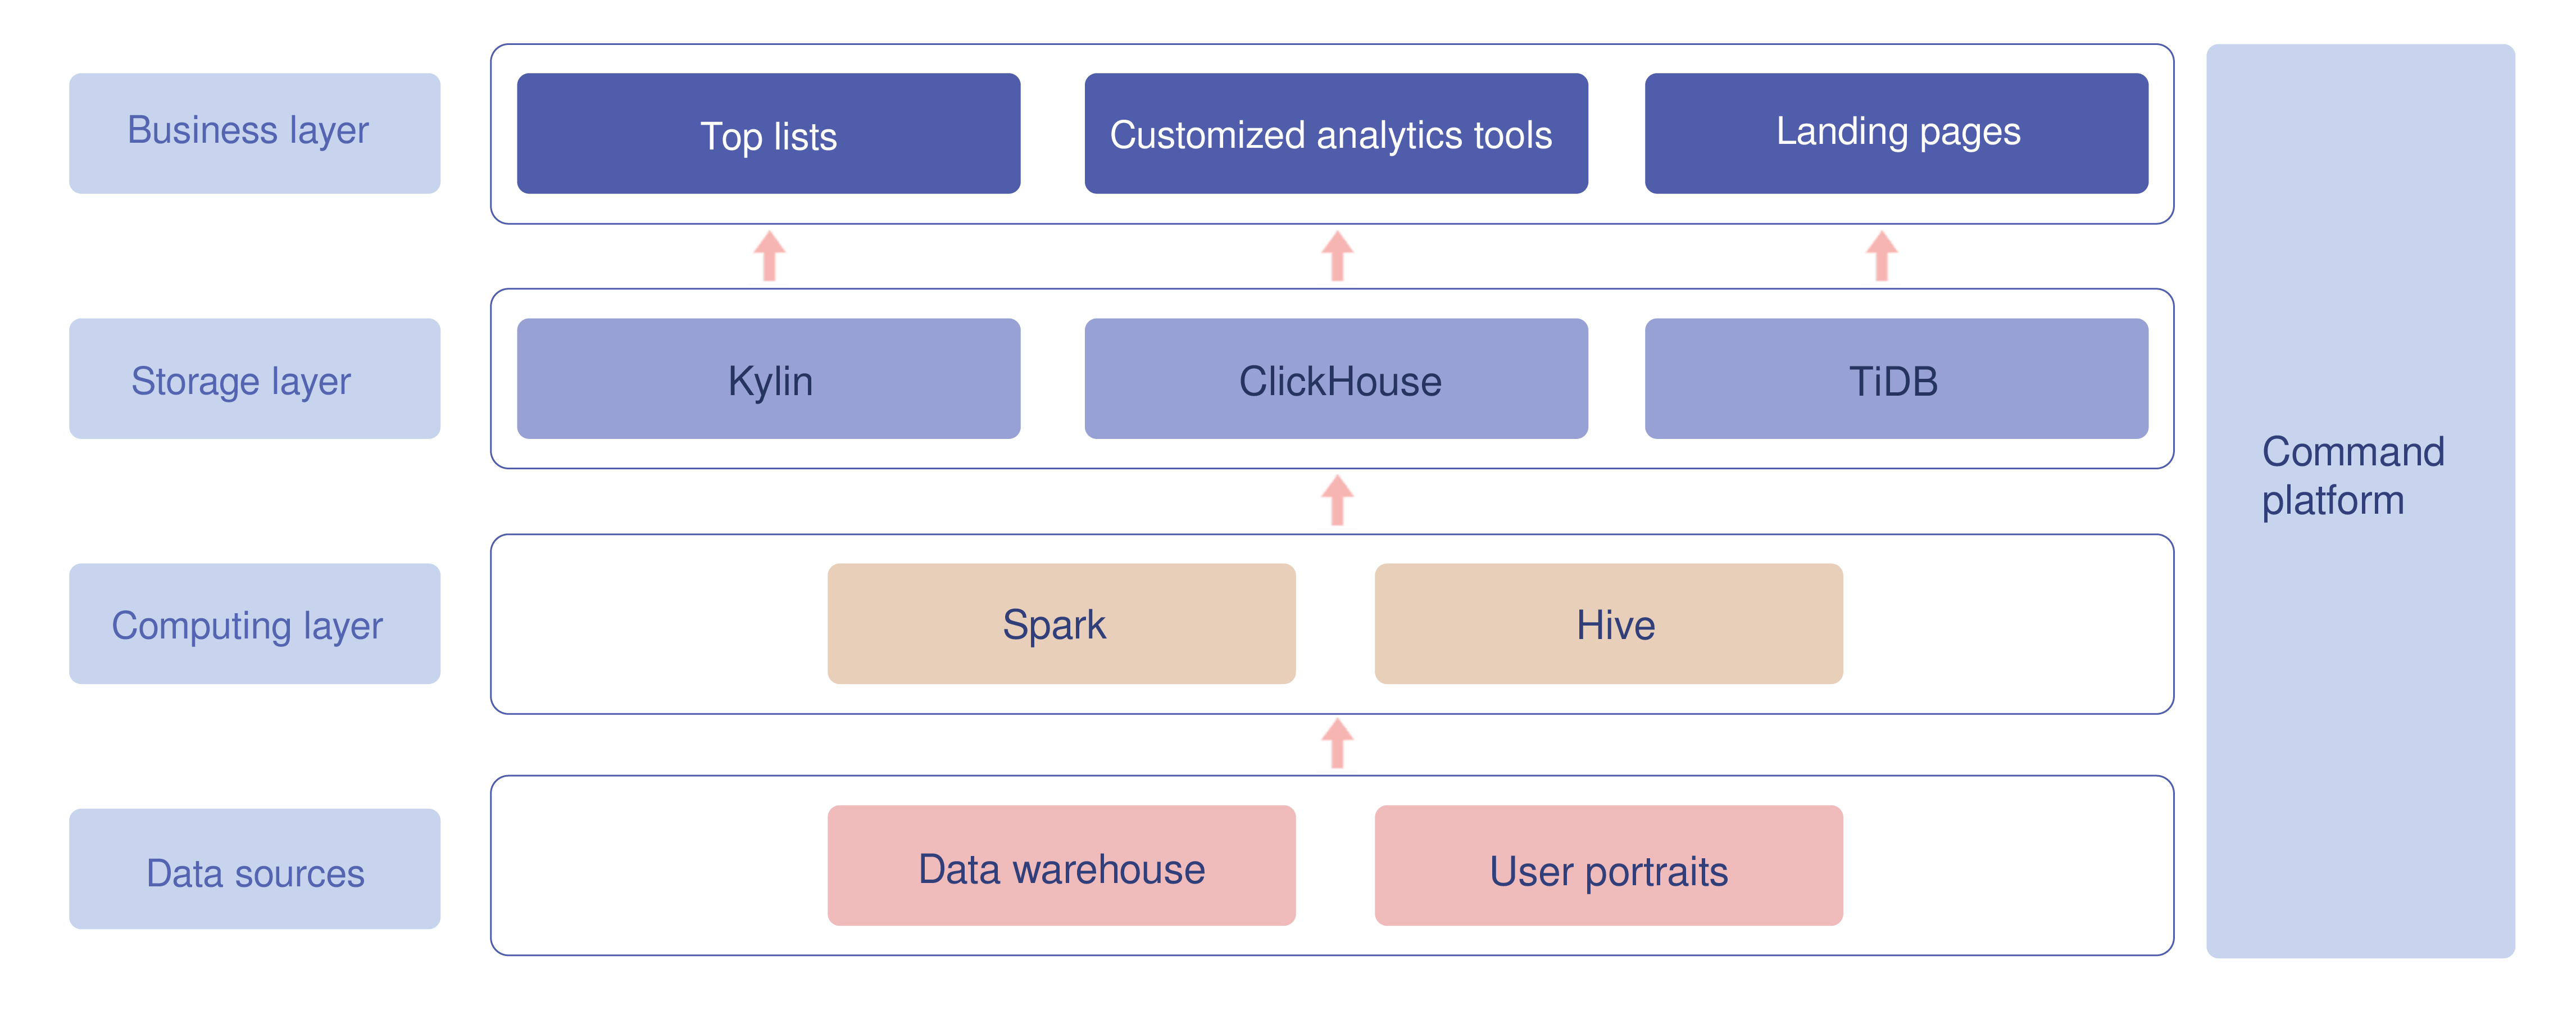 Business layer
Top lists
Customized analytics tools
Landing pages
Storage layer
Kylin
ClickHouse
TiDB
Command
platform
Computing layer
Spark
Hive
Data sources
Data warehouse
User portraits